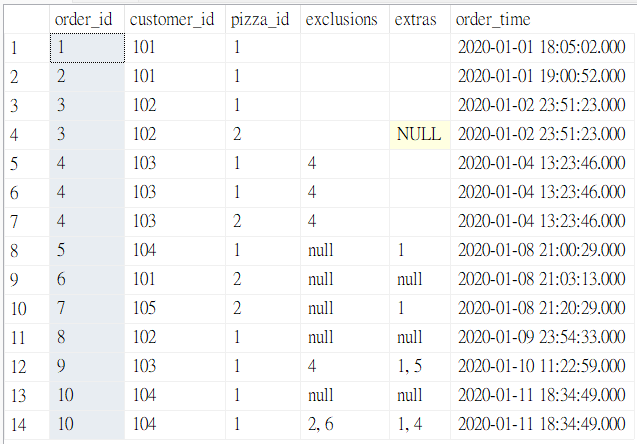 order_id customer_id pizza_id exclusions extras order_time
1 1 101 1 2020-01-01 18:05:02.000
2 2 101 1 2020-01-01 19:00:52.000
3 3 102 1 2020-01-02 23:51:23.000
4 3 102 2 NULL 2020-01-02 23:51:23.000
5 4 103 1 4 2020-01-04 13:23:46.000
6 4 103 1 4 2020-01-04 13:23:46.000
7 4 103 2 4 2020-01-04 13:23:46.000
8 5 104 1 null 1 2020-01-08 21:00:29.000
9 6 101 2 null null 2020-01-08 21:03:13.000
10 7 105 2 null 1 2020-01-08 21:20:29.000
11 8 102 1 null null 2020-01-09 23:54:33.000
12 9 103 1 4 1, 5 2020-01-10 11:22:59.000
13 10 104 1 null null 2020-01-11 18:34:49.000
14 10 104 1 2, 6 1, 4 2020-01-11 18:34:49.000